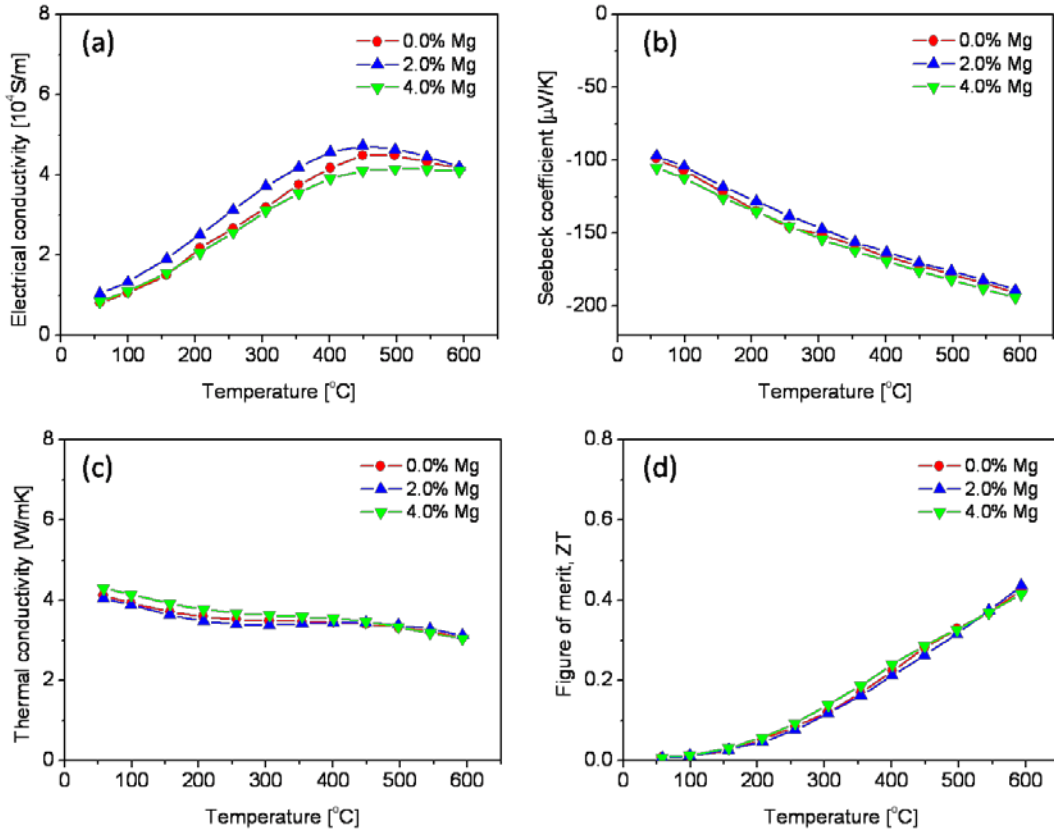 (a)
0.0% Mg
2.0% Mg
4.0% Mg
Electrical conductivity [10⁴ S/m]
8
6
4
2
0
0 100 200 300 400 500 600
Temperature [°C]
(b)
0.0% Mg
2.0% Mg
4.0% Mg
Seebeck coefficient [µV/K]
0
-50
-100
-150
-200
0 100 200 300 400 500 600
Temperature [°C]
(c)
0.0% Mg
2.0% Mg
4.0% Mg
Thermal conductivity [W/mK]
8
6
4
2
0
0 100 200 300 400 500 600
Temperature [°C]
(d)
0.0% Mg
2.0% Mg
4.0% Mg
Figure of merit, ZT
0.8
0.6
0.4
0.2
0.0
0 100 200 300 400 500 600
Temperature [°C]